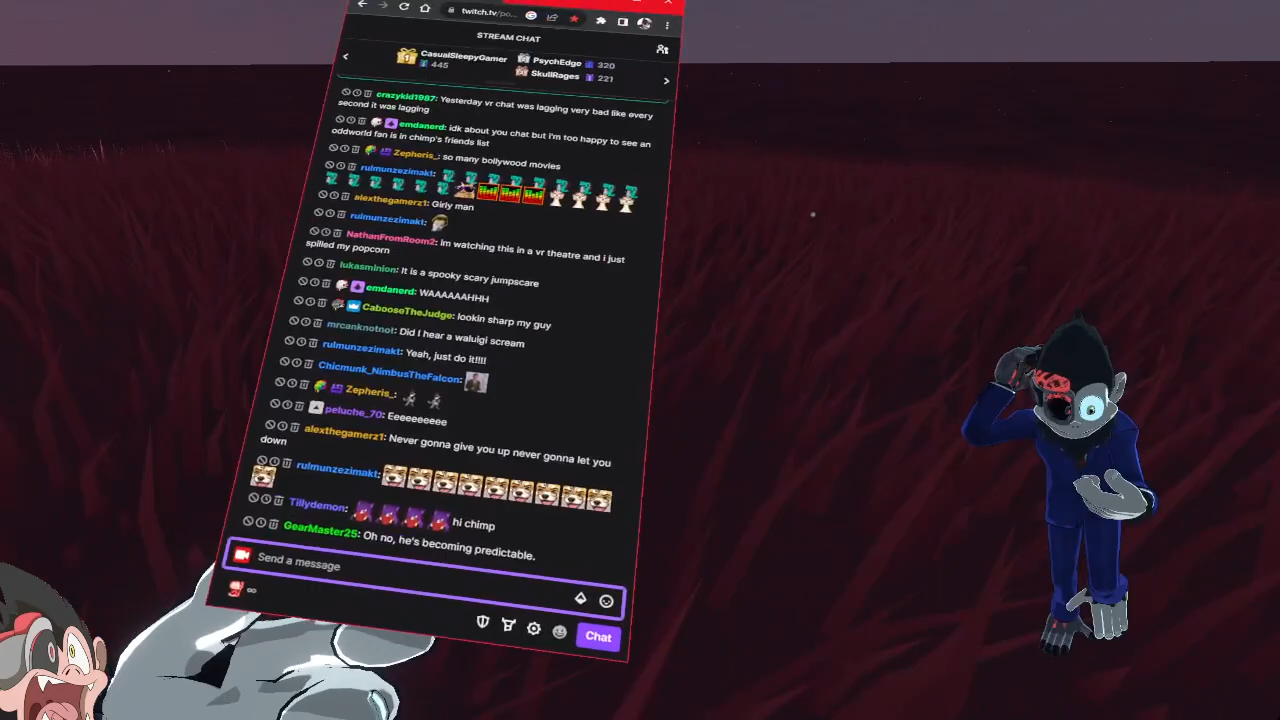 twitch.tv/po...
STREAM CHAT
CasualSleepyGamer
445
PsychEdge 320
SkullRages 221
crazykid1987: Yesterday vr chat was lagging very bad like every
second it was lagging
emdanerd: idk about you chat but i'm too happy to see an
oddworld fan is in chimp's friends list
Zepheris_: so many bollywood movies
rulmunzezimakt:
alexthegamerz1: Girly man
rulmunzezimakt:
NathanFromRoom2: Im watching this in a vr theatre and i just
spilled my popcorn
lukasminion: It is a spooky scary jumpscare
emdanerd: WAAAAAHHH
CabooseTheJudge: lookin sharp my guy
mrcanknotnot: Did I hear a waluigi scream
rulmunzezimakt: Yeah, just do it!!!!
Chicmunk_NimbusTheFalcon:
Zepheris_:
peluche_70: Eeeeeeeeee
alexthegamerz1: Never gonna give you up never gonna let you
down
rulmunzezimakt:
Tillydemon: hi chimp
GearMaster25: Oh no, he's becoming predictable.
Send a message
Chat